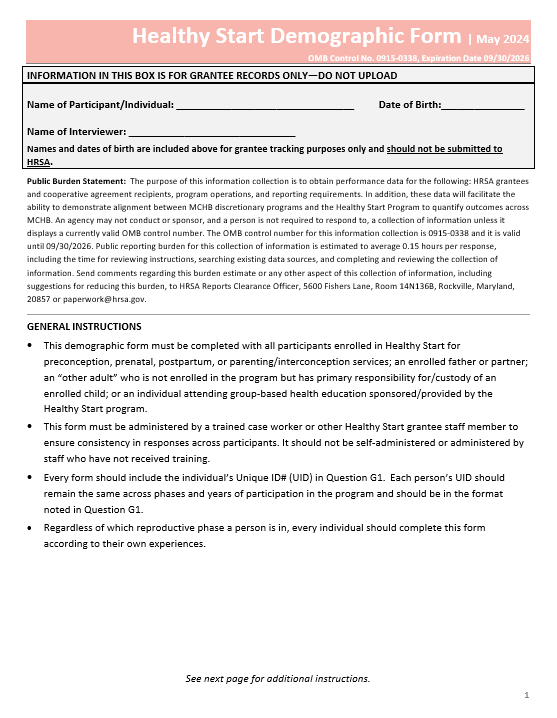 Healthy Start Demographic Form | May 2024
OMB Control No. 0915-0338, Expiration Date 09/30/2026
INFORMATION IN THIS BOX IS FOR GRANTEE RECORDS ONLY—DO NOT UPLOAD
Name of Participant/Individual: __________________________________ Date of Birth:________________
Name of Interviewer: ________________________________
Names and dates of birth are included above for grantee tracking purposes only and should not be submitted to
HRSA.
Public Burden Statement: The purpose of this information collection is to obtain performance data for the following: HRSA grantees
and cooperative agreement recipients, program operations, and reporting requirements. In addition, these data will facilitate the
ability to demonstrate alignment between MCHB discretionary programs and the Healthy Start Program to quantify outcomes across
MCHB. An agency may not conduct or sponsor, and a person is not required to respond to, a collection of information unless it
displays a currently valid OMB control number. The OMB control number for this information collection is 0915-0338 and it is valid
until 09/30/2026. Public reporting burden for this collection of information is estimated to average 0.15 hours per response,
including the time for reviewing instructions, searching existing data sources, and completing and reviewing the collection of
information. Send comments regarding this burden estimate or any other aspect of this collection of information, including
suggestions for reducing this burden, to HRSA Reports Clearance Officer, 5600 Fishers Lane, Room 14N136B, Rockville, Maryland,
20857 or paperwork@hrsa.gov.
GENERAL INSTRUCTIONS
• This demographic form must be completed with all participants enrolled in Healthy Start for
preconception, prenatal, postpartum, or parenting/interconception services; an enrolled father or partner;
an “other adult” who is not enrolled in the program but has primary responsibility for/custody of an
enrolled child; or an individual attending group-based health education sponsored/provided by the
Healthy Start program.
• This form must be administered by a trained case worker or other Healthy Start grantee staff member to
ensure consistency in responses across participants. It should not be self-administered or administered by
staff who have not received training.
• Every form should include the individual’s Unique ID# (UID) in Question G1. Each person’s UID should
remain the same across phases and years of participation in the program and should be in the format
noted in Question G1.
• Regardless of which reproductive phase a person is in, every individual should complete this form
according to their own experiences.
See next page for additional instructions.
1